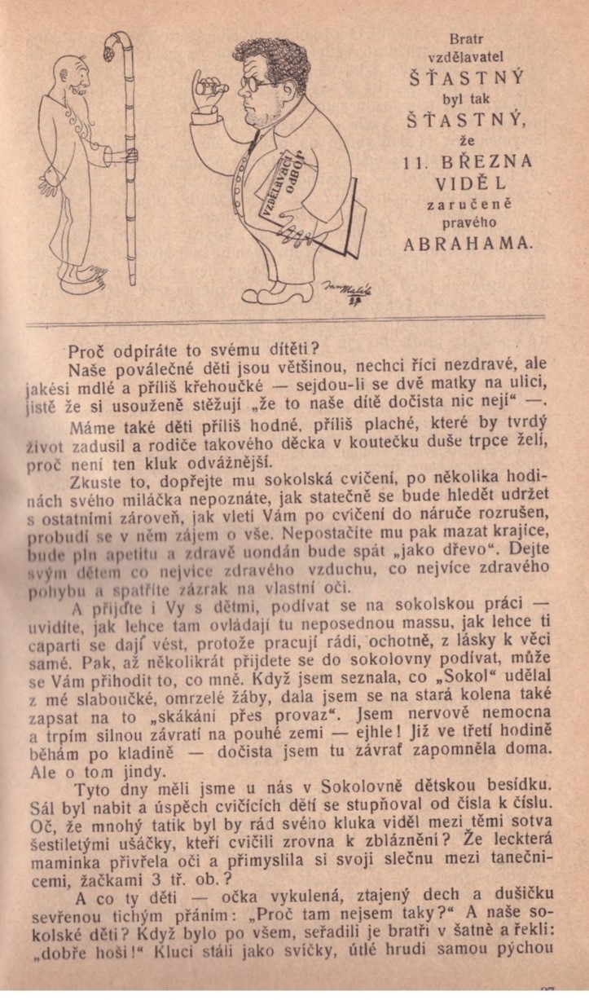 Bratr
vzdělavatel
ŠŤASTNÝ
byl tak
ŠŤASTNÝ,
že
11. BŘEZNA
VIDĚL
zaručeně
pravého
ABRAHAMA.
VZDĚLAVACÍ
ODBOR
Jan Malík
27
Proč odpíráte to svému dítěti?
Naše poválečné děti jsou většinou, nechci říci nezdravé, ale
jakési mdlé a příliš křehoučké — sejdou-li se dvě matky na ulici,
jistě že si usouženě stěžují „že to naše dítě dočista nic nejí“ —.
Máme také děti příliš hodné, příliš plaché, které by tvrdý
život zadusil a rodiče takového děcka v koutečku duše trpce želí,
proč není ten kluk odvážnější.
Zkuste to, dopřejte mu sokolská cvičení, po několika hodi-
nách svého miláčka nepoznáte, jak statečně se bude hledět udržet
s ostatními zároveň, jak vletí Vám po cvičení do náruče rozrušen,
probudí se v něm zájem o vše. Nepostačíte mu pak mazat krajíce,
bude pln apetitu a zdravě uondán bude spát „jako dřevo“. Dejte
svým dětem co nejvíce zdravého vzduchu, co nejvíce zdravého
pohybu a spatříte zázrak na vlastní oči.
A přijďte i Vy s dětmi, podívat se na sokolskou práci —
uvidíte, jak lehce tam ovládají tu neposednou massu, jak lehce ti
caparti se dají vést, protože pracují rádi, ochotně, z lásky k věci
samé. Pak, až několikrát přijdete se do sokolovny podívat, může
se Vám přihodit to, co mně. Když jsem seznala, co „Sokol“ udělal
z mé slaboučké, omrzelé žáby, dala jsem se na stará kolena také
zapsat na to „skákání přes provaz“. Jsem nervově nemocna
a trpím silnou závratí na pouhé zemi — ejhle! Již ve třetí hodině
běhám po kladině — dočista jsem tu závrať zapomněla doma.
Ale o tom jindy.
Tyto dny měli jsme u nás v Sokolovně dětskou besídku.
Sál byl nabit a úspěch cvičících dětí se stupňoval od čísla k číslu.
Oč, že mnohý tatik byl by rád svého kluka viděl mezi těmi sotva
šestiletými ušáčky, kteří cvičili zrovna k zbláznění? Že leckterá
maminka přivřela oči a přimyslila si svoji slečnu mezi tanečni-
cemi, žačkami 3 tř. ob.?
A co ty děti — očka vykulená, ztajený dech a dušičku
sevřenou tichým přáním: „Proč tam nejsem taky?“ A naše so-
kolské děti? Když bylo po všem, seřadili je bratři v šatně a řekli:
„dobře hoši!“ Kluci stáli jako svíčky, útlé hrudi samou pýchou